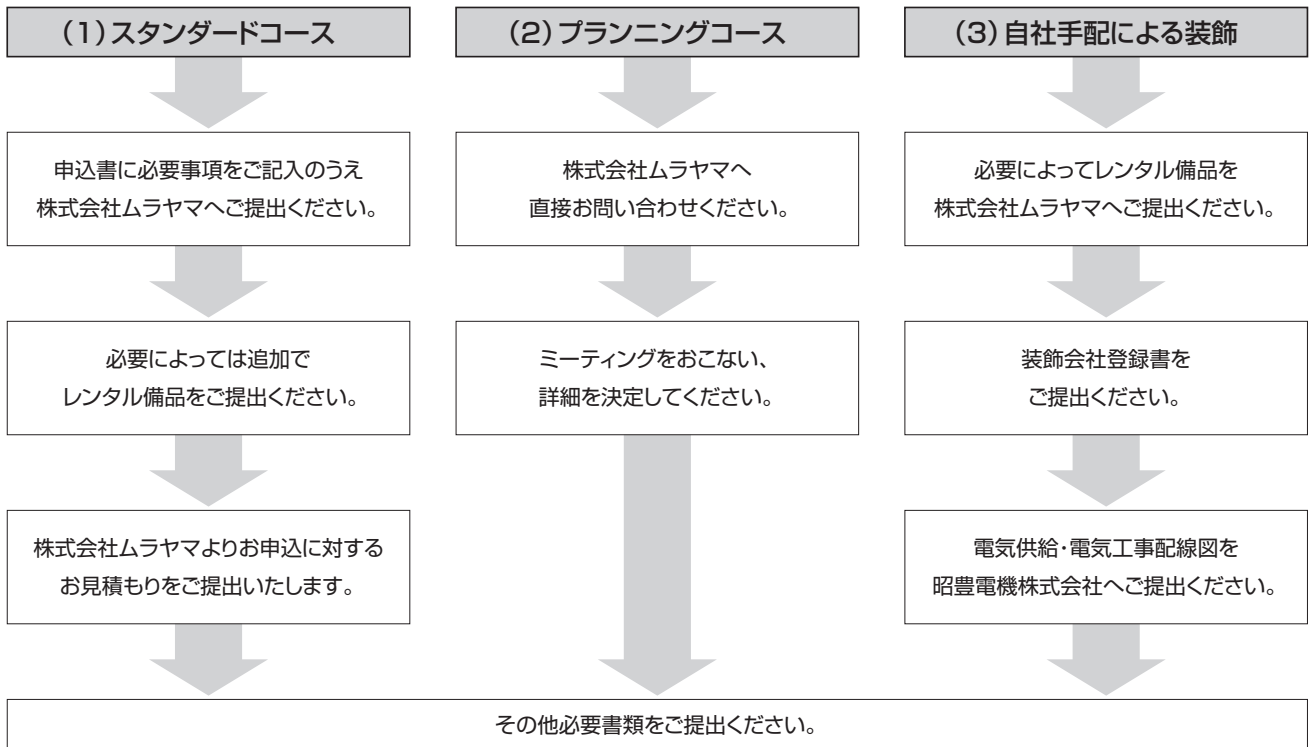 (1)スタンダードコース
申込書に必要事項をご記入のうえ
株式会社ムラヤマへご提出ください。
必要によっては追加で
レンタル備品をご提出ください。
株式会社ムラヤマよりお申込に対する
お見積もりをご提出いたします。
(2)プランニングコース
株式会社ムラヤマへ
直接お問い合わせください。
ミーティングをおこない、
詳細を決定してください。
(3)自社手配による装飾
必要によってレンタル備品を
株式会社ムラヤマへご提出ください。
装飾会社登録書を
ご提出ください。
電気供給・電気工事配線図を
昭豊電機株式会社へご提出ください。
その他必要書類をご提出ください。